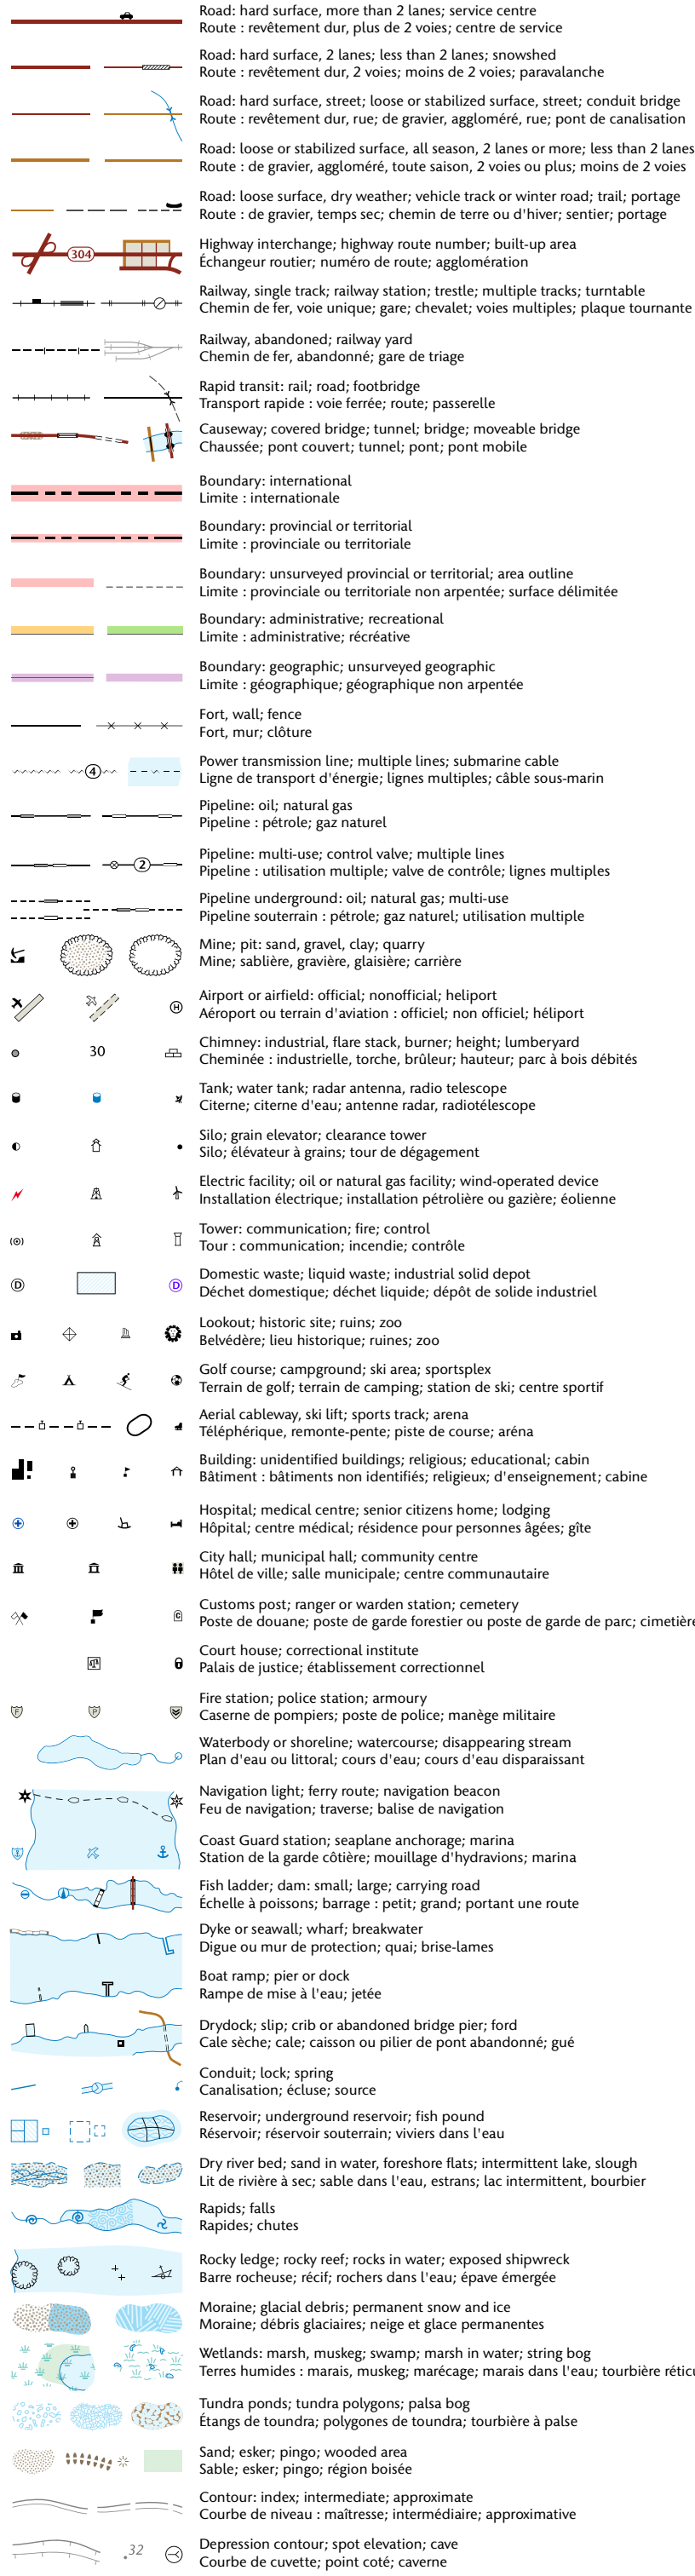 Road: hard surface, more than 2 lanes; service centre
Route : revêtement dur, plus de 2 voies; centre de service
Road: hard surface, 2 lanes; less than 2 lanes; snowshed
Route : revêtement dur, 2 voies; moins de 2 voies; paravalanche
Road: hard surface, street; loose or stabilized surface, street; conduit bridge
Route : revêtement dur, rue; de gravier, aggloméré, rue; pont de canalisation
Road: loose or stabilized surface, all season, 2 lanes or more; less than 2 lanes
Route : de gravier, aggloméré, toute saison, 2 voies ou plus; moins de 2 voies
Road: loose surface, dry weather; vehicle track or winter road; trail; portage
Route : de gravier, temps sec; chemin de terre ou d'hiver; sentier; portage
304
Highway interchange; highway route number; built-up area
Échangeur routier; numéro de route; agglomération
Railway, single track; railway station; trestle; multiple tracks; turntable
Chemin de fer, voie unique; gare; chevalet; voies multiples; plaque tournante
Railway, abandoned; railway yard
Chemin de fer, abandonné; gare de triage
Rapid transit: rail; road; footbridge
Transport rapide : voie ferrée; route; passerelle
Causeway; covered bridge; tunnel; bridge; moveable bridge
Chaussée; pont couvert; tunnel; pont; pont mobile
Boundary: international
Limite : internationale
Boundary: provincial or territorial
Limite : provinciale ou territoriale
Boundary: unsurveyed provincial or territorial; area outline
Limite : provinciale ou territoriale non arpentée; surface délimitée
Boundary: administrative; recreational
Limite : administrative; récréative
Boundary: geographic; unsurveyed geographic
Limite : géographique; géographique non arpentée
Fort, wall; fence
Fort, mur; clôture
4
Power transmission line; multiple lines; submarine cable
Ligne de transport d'énergie; lignes multiples; câble sous-marin
Pipeline: oil; natural gas
Pipeline : pétrole; gaz naturel
2
Pipeline: multi-use; control valve; multiple lines
Pipeline : utilisation multiple; valve de contrôle; lignes multiples
Pipeline underground: oil; natural gas; multi-use
Pipeline souterrain : pétrole; gaz naturel; utilisation multiple
Mine; pit: sand, gravel, clay; quarry
Mine; sablière, gravière, glaisière; carrière
H
Airport or airfield: official; nonofficial; heliport
Aéroport ou terrain d'aviation : officiel; non officiel; héliport
30
Chimney: industrial, flare stack, burner; height; lumberyard
Cheminée : industrielle, torche, brûleur; hauteur; parc à bois débités
Tank; water tank; radar antenna, radio telescope
Citerne; citerne d'eau; antenne radar, radiotélescope
Silo; grain elevator; clearance tower
Silo; élévateur à grains; tour de dégagement
Electric facility; oil or natural gas facility; wind-operated device
Installation électrique; installation pétrolière ou gazière; éolienne
Tower: communication; fire; control
Tour : communication; incendie; contrôle
D D
Domestic waste; liquid waste; industrial solid depot
Déchet domestique; déchet liquide; dépôt de solide industriel
Lookout; historic site; ruins; zoo
Belvédère; lieu historique; ruines; zoo
Golf course; campground; ski area; sportsplex
Terrain de golf; terrain de camping; station de ski; centre sportif
Aerial cableway, ski lift; sports track; arena
Téléphérique, remonte-pente; piste de course; aréna
Building: unidentified buildings; religious; educational; cabin
Bâtiment : bâtiments non identifiés; religieux; d'enseignement; cabine
Hospital; medical centre; senior citizens home; lodging
Hôpital; centre médical; résidence pour personnes âgées; gîte
City hall; municipal hall; community centre
Hôtel de ville; salle municipale; centre communautaire
C
Customs post; ranger or warden station; cemetery
Poste de douane; poste de garde forestier ou poste de garde de parc; cimetière
Court house; correctional institute
Palais de justice; établissement correctionnel
F P
Fire station; police station; armoury
Caserne de pompiers; poste de police; manège militaire
Waterbody or shoreline; watercourse; disappearing stream
Plan d'eau ou littoral; cours d'eau; cours d'eau disparaissant
Navigation light; ferry route; navigation beacon
Feu de navigation; traverse; balise de navigation
Coast Guard station; seaplane anchorage; marina
Station de la garde côtière; mouillage d'hydravions; marina
Fish ladder; dam: small; large; carrying road
Échelle à poissons; barrage : petit; grand; portant une route
Dyke or seawall; wharf; breakwater
Digue ou mur de protection; quai; brise-lames
Boat ramp; pier or dock
Rampe de mise à l'eau; jetée
Drydock; slip; crib or abandoned bridge pier; ford
Cale sèche; cale; caisson ou pilier de pont abandonné; gué
Conduit; lock; spring
Canalisation; écluse; source
Reservoir; underground reservoir; fish pound
Réservoir; réservoir souterrain; viviers dans l'eau
Dry river bed; sand in water, foreshore flats; intermittent lake, slough
Lit de rivière à sec; sable dans l'eau, estrans; lac intermittent, bourbier
Rapids; falls
Rapides; chutes
Rocky ledge; rocky reef; rocks in water; exposed shipwreck
Barre rocheuse; récif; rochers dans l'eau; épave émergée
Moraine; glacial debris; permanent snow and ice
Moraine; débris glaciaires; neige et glace permanentes
Wetlands: marsh, muskeg; swamp; marsh in water; string bog
Terres humides : marais, muskeg; marécage; marais dans l'eau; tourbière réticu
Tundra ponds; tundra polygons; palsa bog
Étangs de toundra; polygones de toundra; tourbière à palse
Sand; esker; pingo; wooded area
Sable; esker; pingo; région boisée
Contour: index; intermediate; approximate
Courbe de niveau : maîtresse; intermédiaire; approximative
32
Depression contour; spot elevation; cave
Courbe de cuvette; point coté; caverne